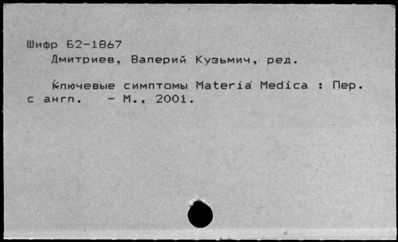 Шифр Б2-1867
Дмитриев, Валерий Кузьмич, ред.
Ключевые симптомы Materia Medica : Пер.
с англ. - М., 2001.